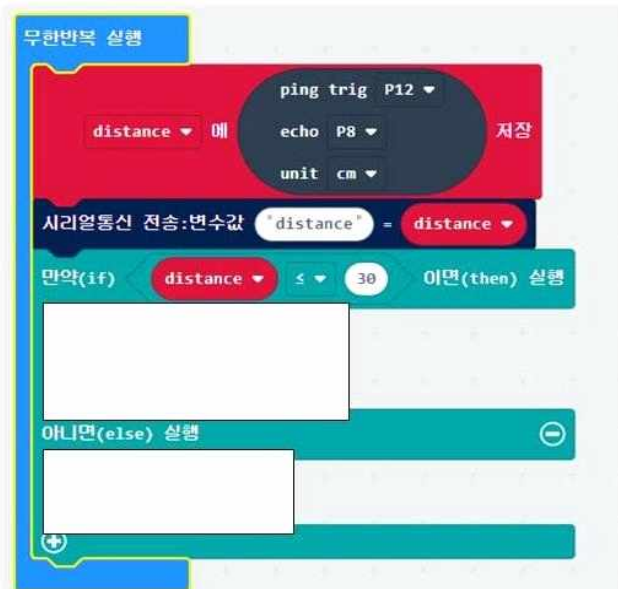 무한반복 실행
ping trig P12
distance 에 echo P8 저장
unit cm
시리얼통신 전송:변수값 "distance" = distance
만약(if) distance ≤ 30 이면(then) 실행
아니면(else) 실행